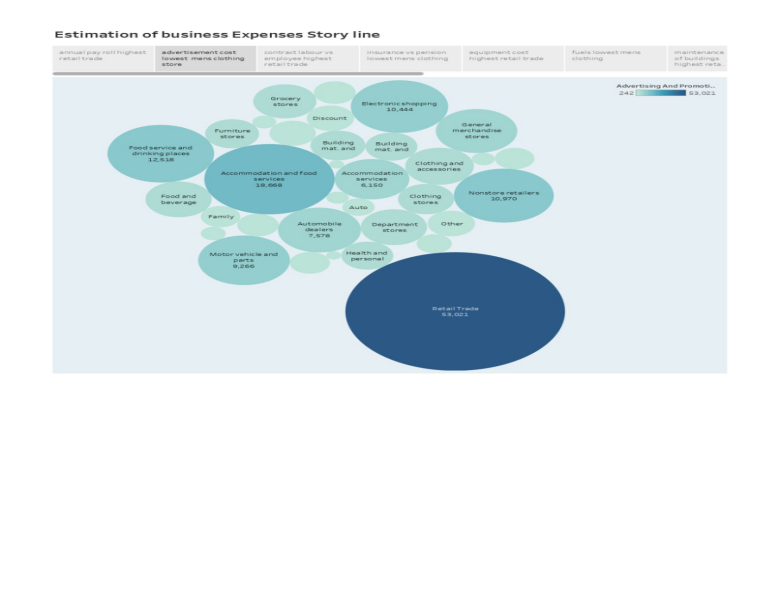 Estimation of business Expenses Story line
annual pay roll highest
retail trade
advertisement cost
lowest mens clothing
store
contract labour vs
employee highest
retail trade
insurance vs pension
lowest mens clothing
equipment cost
highest retail trade
fuels lowest mens
clothing
maintenance
of buildings
highest reta..
Advertising And Promoti..
242
53,021
Grocery
stores
Electronic shopping
10,444
Discount
General
merchandise
stores
Furniture
stores
Building
mat. and
Building
mat. and
Food service and
drinking places
12,518
Clothing and
accessories
Accommodation and food
services
18,668
Accommodation
services
6,150
Food and
beverage
Clothing
stores
Nonstore retailers
10,970
Auto
Family
Automobile
dealers
7,578
Department
stores
Other
Motor vehicle and
parts
9,266
Health and
personal
Retail Trade
53,021